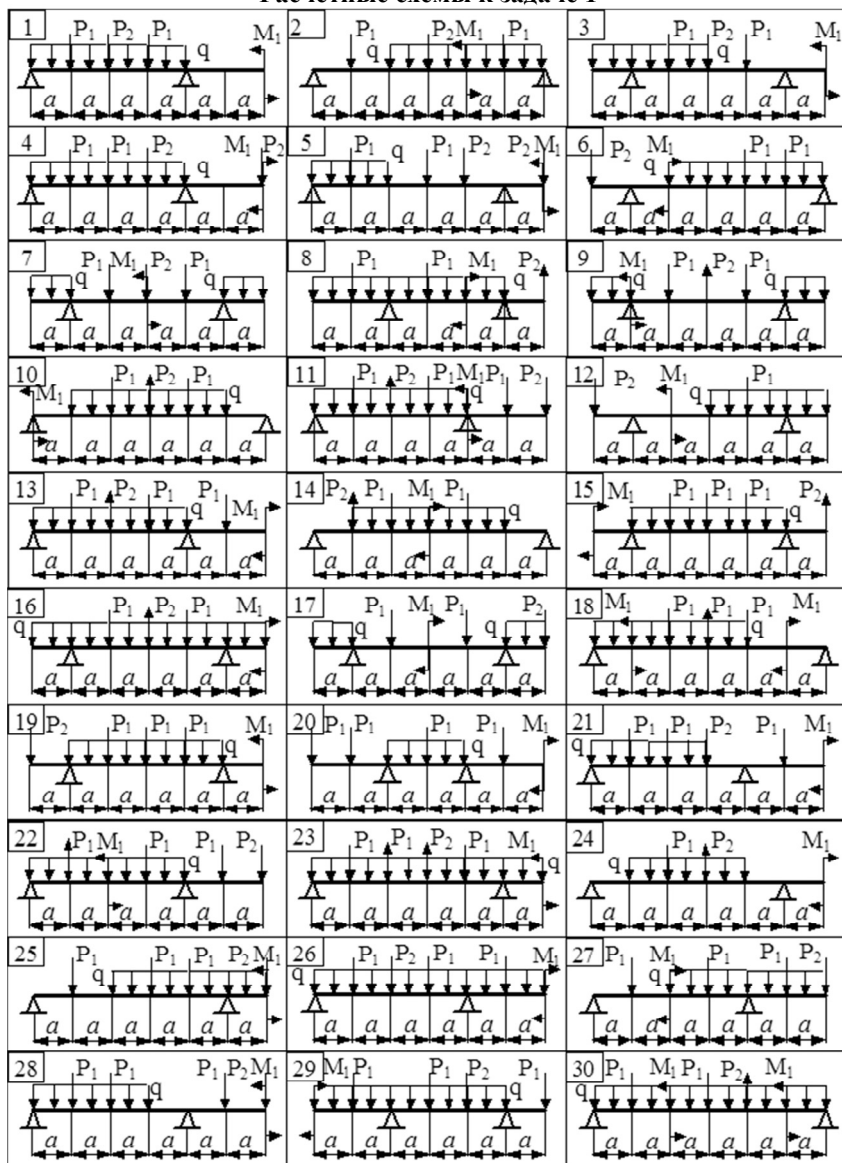 Расчетные схемы к задаче 1
1 P₁ P₂ P₁ q M₁
a a a a a a
2 P₁ q P₂ M₁ P₁ P₁
a a a a a a
3 P₁ P₁ P₂ q P₁ M₁
a a a a a a
4 P₁ P₁ P₂ q M₁ P₂
a a a a a a
5 P₁ q P₁ P₂ P₂ M₁
a a a a a a
6 P₂ q M₁ P₁ P₁
a a a a a a
7 q P₁ M₁ P₂ P₁ q
a a a a a a
8 P₁ P₁ M₁ q P₂
a a a a a a
9 q M₁ P₁ P₂ P₁ q
a a a a a a
10 M₁ P₁ P₂ P₁ q
a a a a a a
11 P₁ P₂ P₁ M₁ q P₁ P₂
a a a a a a
12 P₂ M₁ q P₁
a a a a a a
13 P₁ P₂ P₁ q P₁ M₁
a a a a a a
14 P₂ P₁ M₁ P₁ q
a a a a a a
15 M₁ P₁ P₁ P₁ q P₂
a a a a a a
16 q P₁ P₂ P₁ M₁
a a a a a a
17 q P₁ M₁ P₁ q P₂
a a a a a a
18 M₁ P₁ P₁ P₁ q M₁
a a a a a a
19 P₂ P₁ P₁ P₁ q M₁
a a a a a a
20 P₁ P₁ P₁ q P₁ M₁
a a a a a a
21 q P₁ P₁ P₂ P₁ M₁
a a a a a a
22 P₁ M₁ P₁ q P₁ P₂
a a a a a a
23 P₁ P₁ P₂ P₁ M₁ q
a a a a a a
24 q P₁ P₂ M₁
a a a a a a
25 P₁ q P₁ P₁ P₂ M₁
a a a a a a
26 q P₁ P₂ P₁ P₁ M₁
a a a a a a
27 P₁ q M₁ P₁ P₁ P₂
a a a a a a
28 P₁ P₁ q P₁ P₂ M₁
a a a a a a
29 M₁ P₁ P₁ P₂ q P₁
a a a a a a
30 q P₁ M₁ P₁ P₂ M₁
a a a a a a